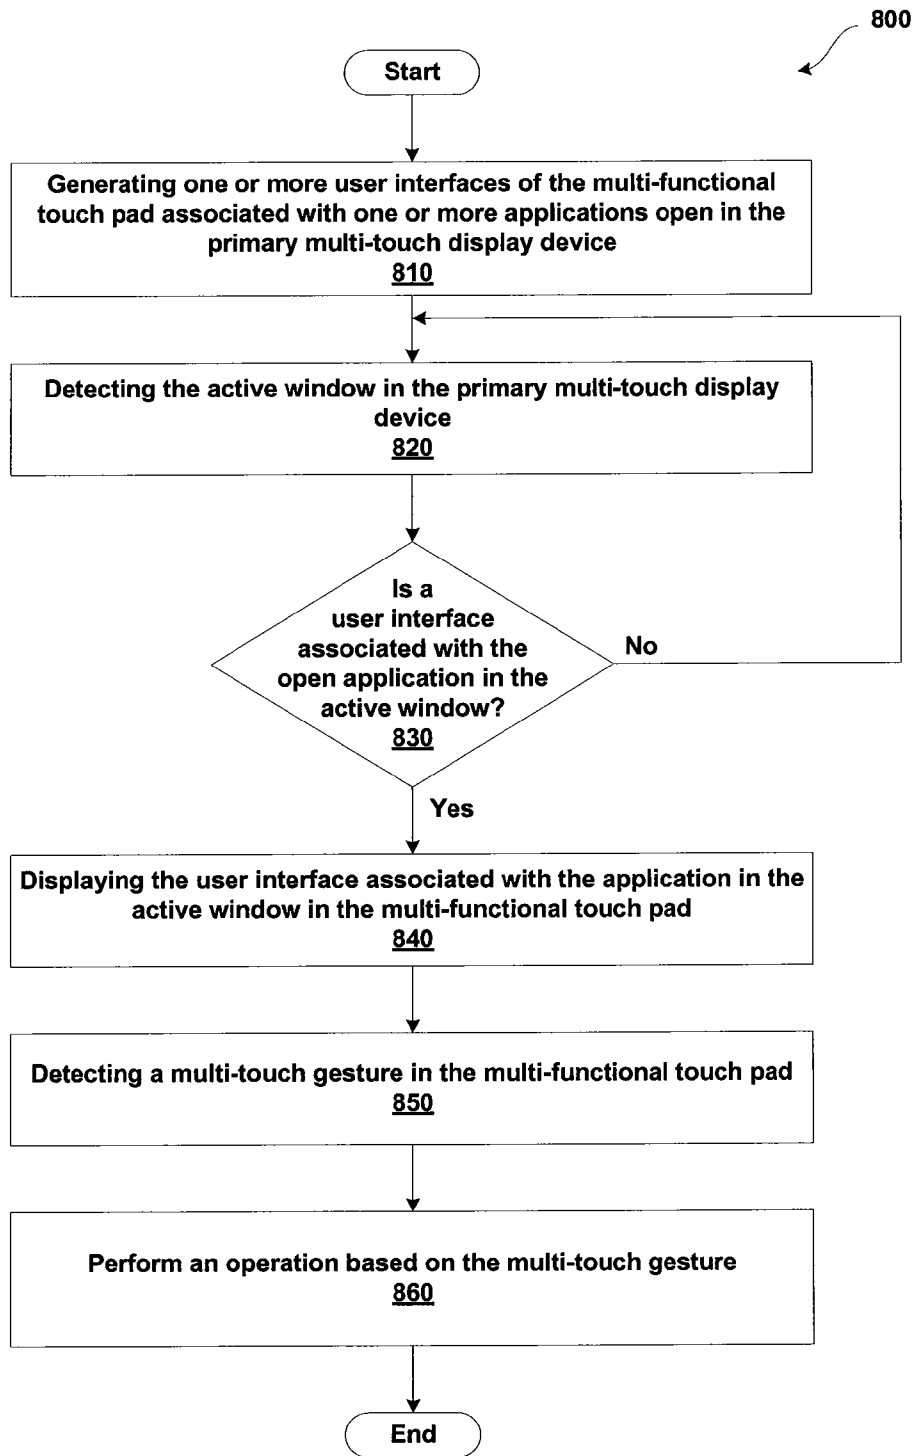 800
Start
Generating one or more user interfaces of the multi-functional
touch pad associated with one or more applications open in the
primary multi-touch display device
810
Detecting the active window in the primary multi-touch display
device
820
Is a
user interface
associated with the
open application in the
active window?
830
No
Yes
Displaying the user interface associated with the application in the
active window in the multi-functional touch pad
840
Detecting a multi-touch gesture in the multi-functional touch pad
850
Perform an operation based on the multi-touch gesture
860
End